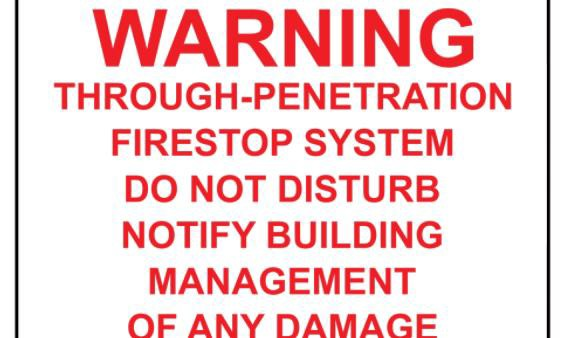 WARNING
THROUGH-PENETRATION
FIRESTOP SYSTEM
DO NOT DISTURB
NOTIFY BUILDING
MANAGEMENT
OF ANY DAMAGE